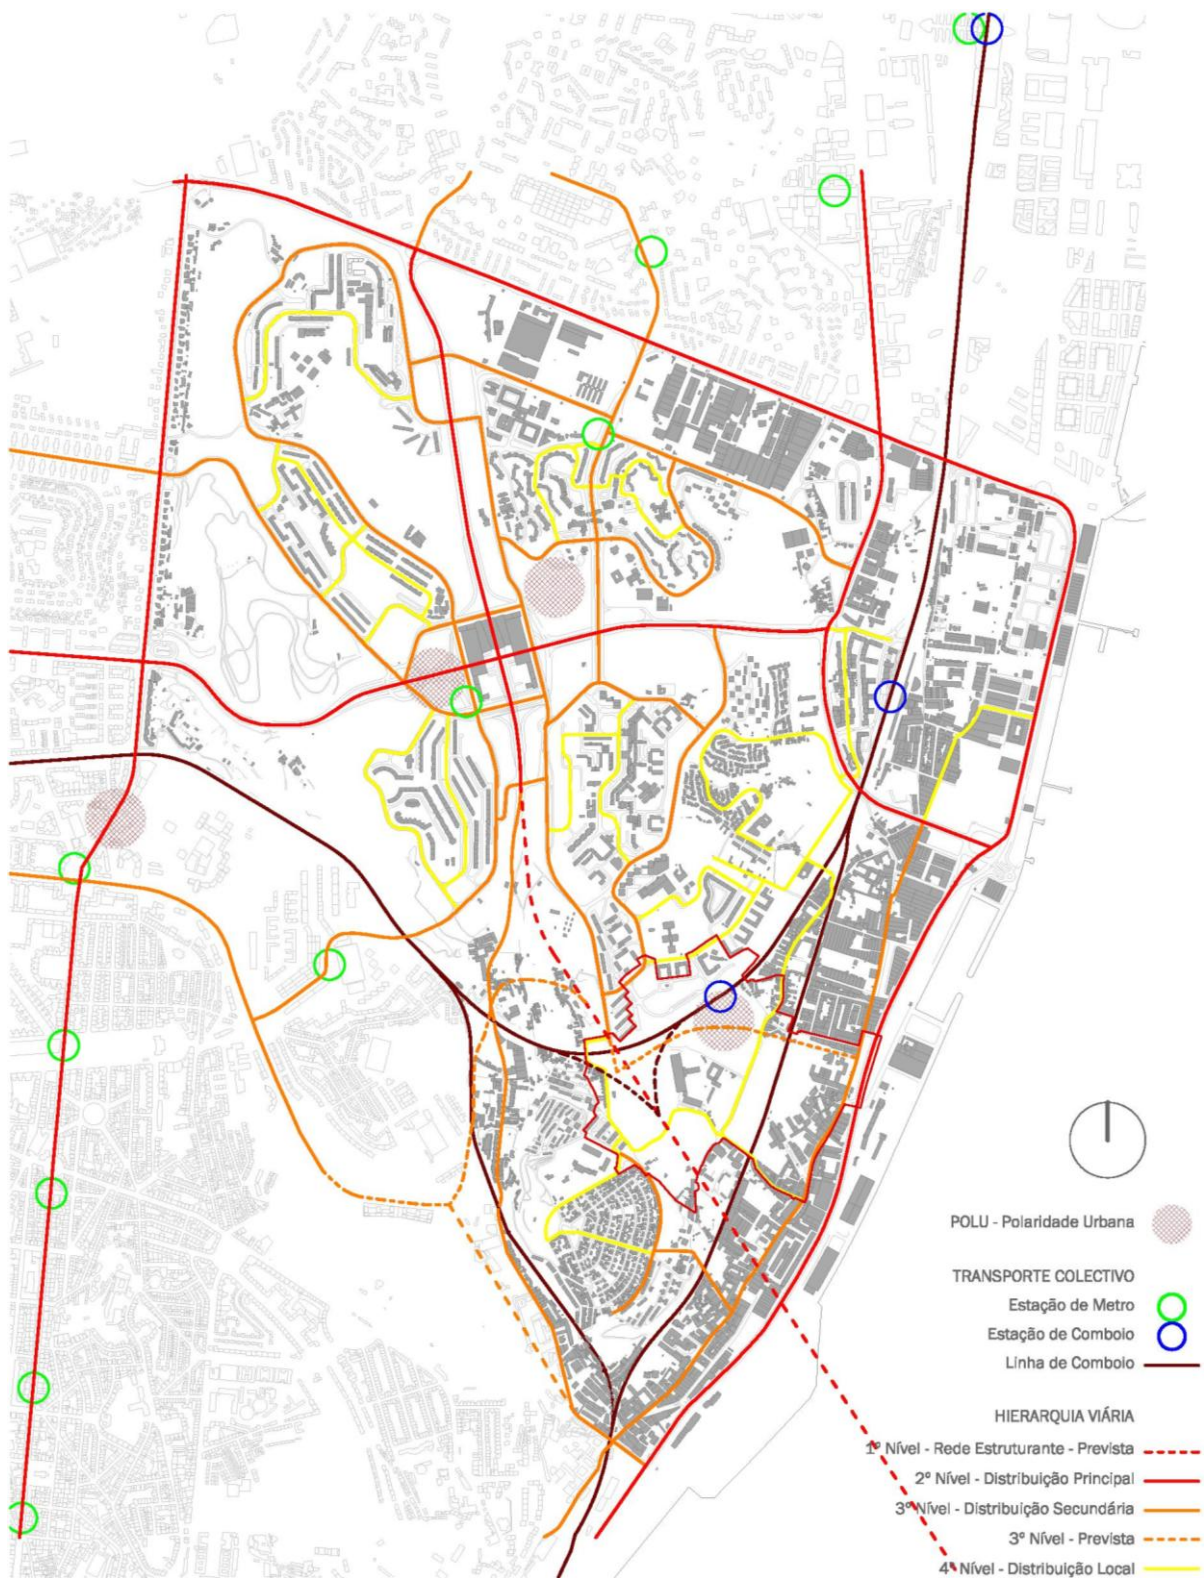 POLU - Polaridade Urbana
TRANSPORTE COLECTIVO
Estação de Metro
Estação de Comboio
Linha de Comboio
HIERARQUIA VIÁRIA
1º Nível - Rede Estruturante - Prevista
2º Nível - Distribuição Principal
3º Nível - Distribuição Secundária
3º Nível - Prevista
4º Nível - Distribuição Local